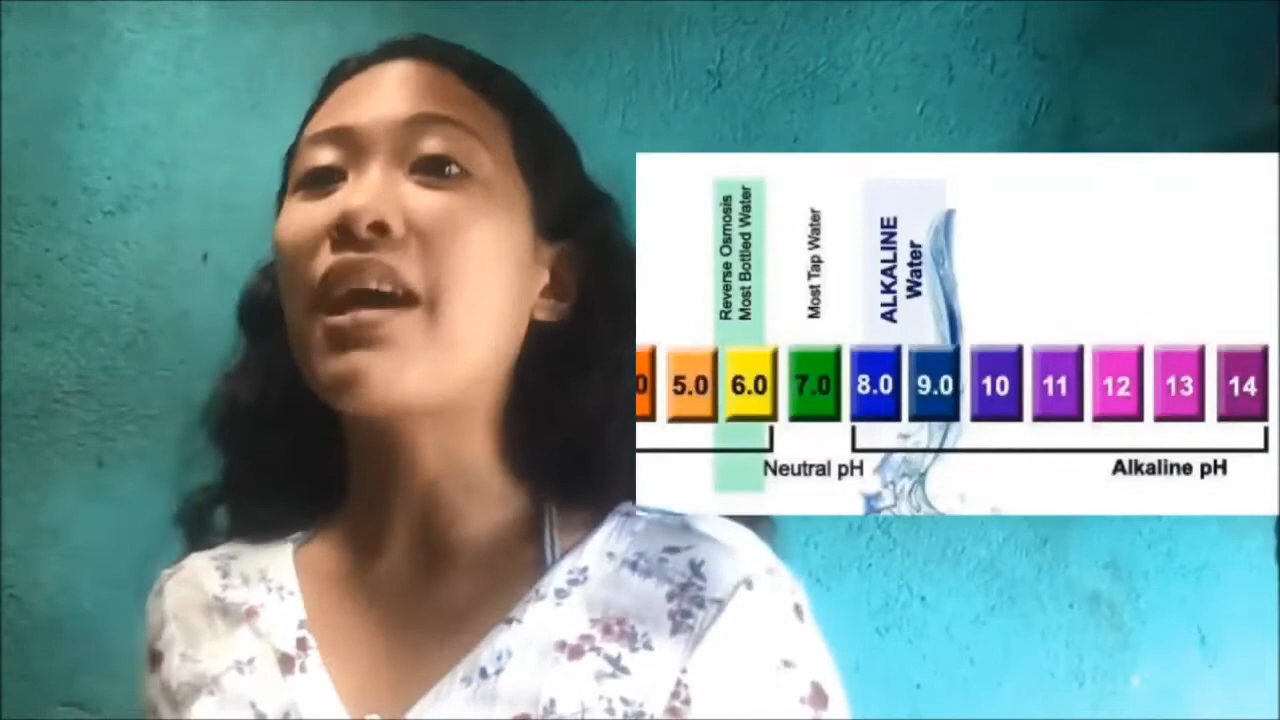 Reverse Osmosis
Most Bottled Water
Most Tap Water
ALKALINE
Water
0 5.0 6.0 7.0 8.0 9.0 10 11 12 13 14
Neutral pH
Alkaline pH